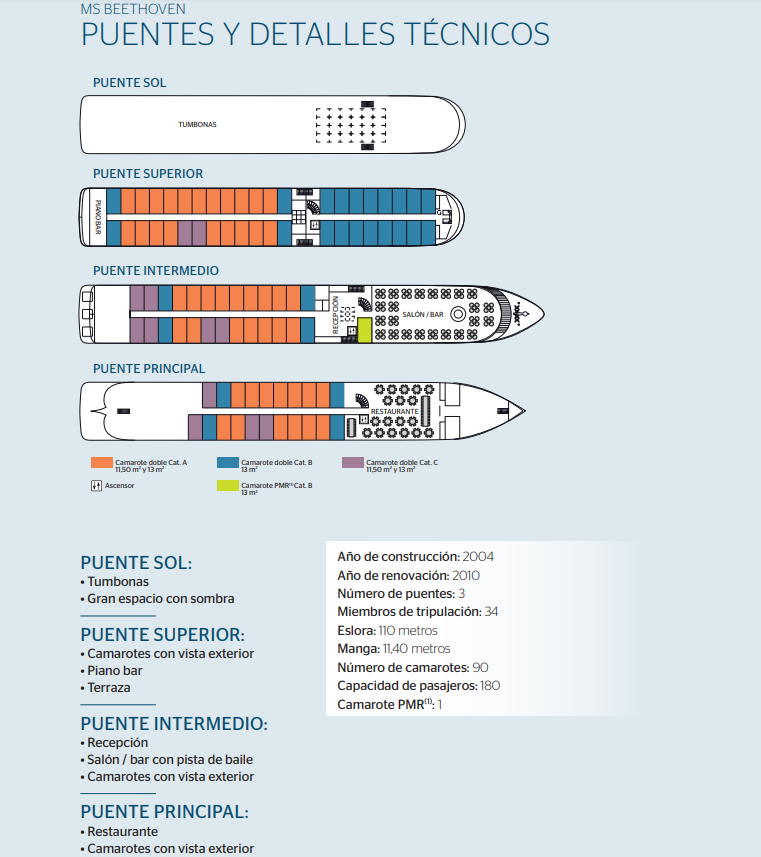 MS BEETHOVEN
PUENTES Y DETALLES TÉCNICOS
PUENTE SOL
TUMBONAS
PUENTE SUPERIOR
PIANO BAR
PUENTE INTERMEDIO
RECEPCIÓN
SALÓN / BAR
PUENTE PRINCIPAL
RESTAURANTE
Camarote doble Cat. A
11,50 m² y 13 m²
Camarote doble Cat. B
13 m²
Camarote doble Cat. C
11,50 m² y 13 m²
Ascensor
Camarote PMR(1) Cat. B
13 m²
PUENTE SOL:
• Tumbonas
• Gran espacio con sombra
PUENTE SUPERIOR:
• Camarotes con vista exterior
• Piano bar
• Terraza
PUENTE INTERMEDIO:
• Recepción
• Salón / bar con pista de baile
• Camarotes con vista exterior
PUENTE PRINCIPAL:
• Restaurante
• Camarotes con vista exterior
Año de construcción: 2004
Año de renovación: 2010
Número de puentes: 3
Miembros de tripulación: 34
Eslora: 110 metros
Manga: 11,40 metros
Número de camarotes: 90
Capacidad de pasajeros: 180
Camarote PMR(1): 1